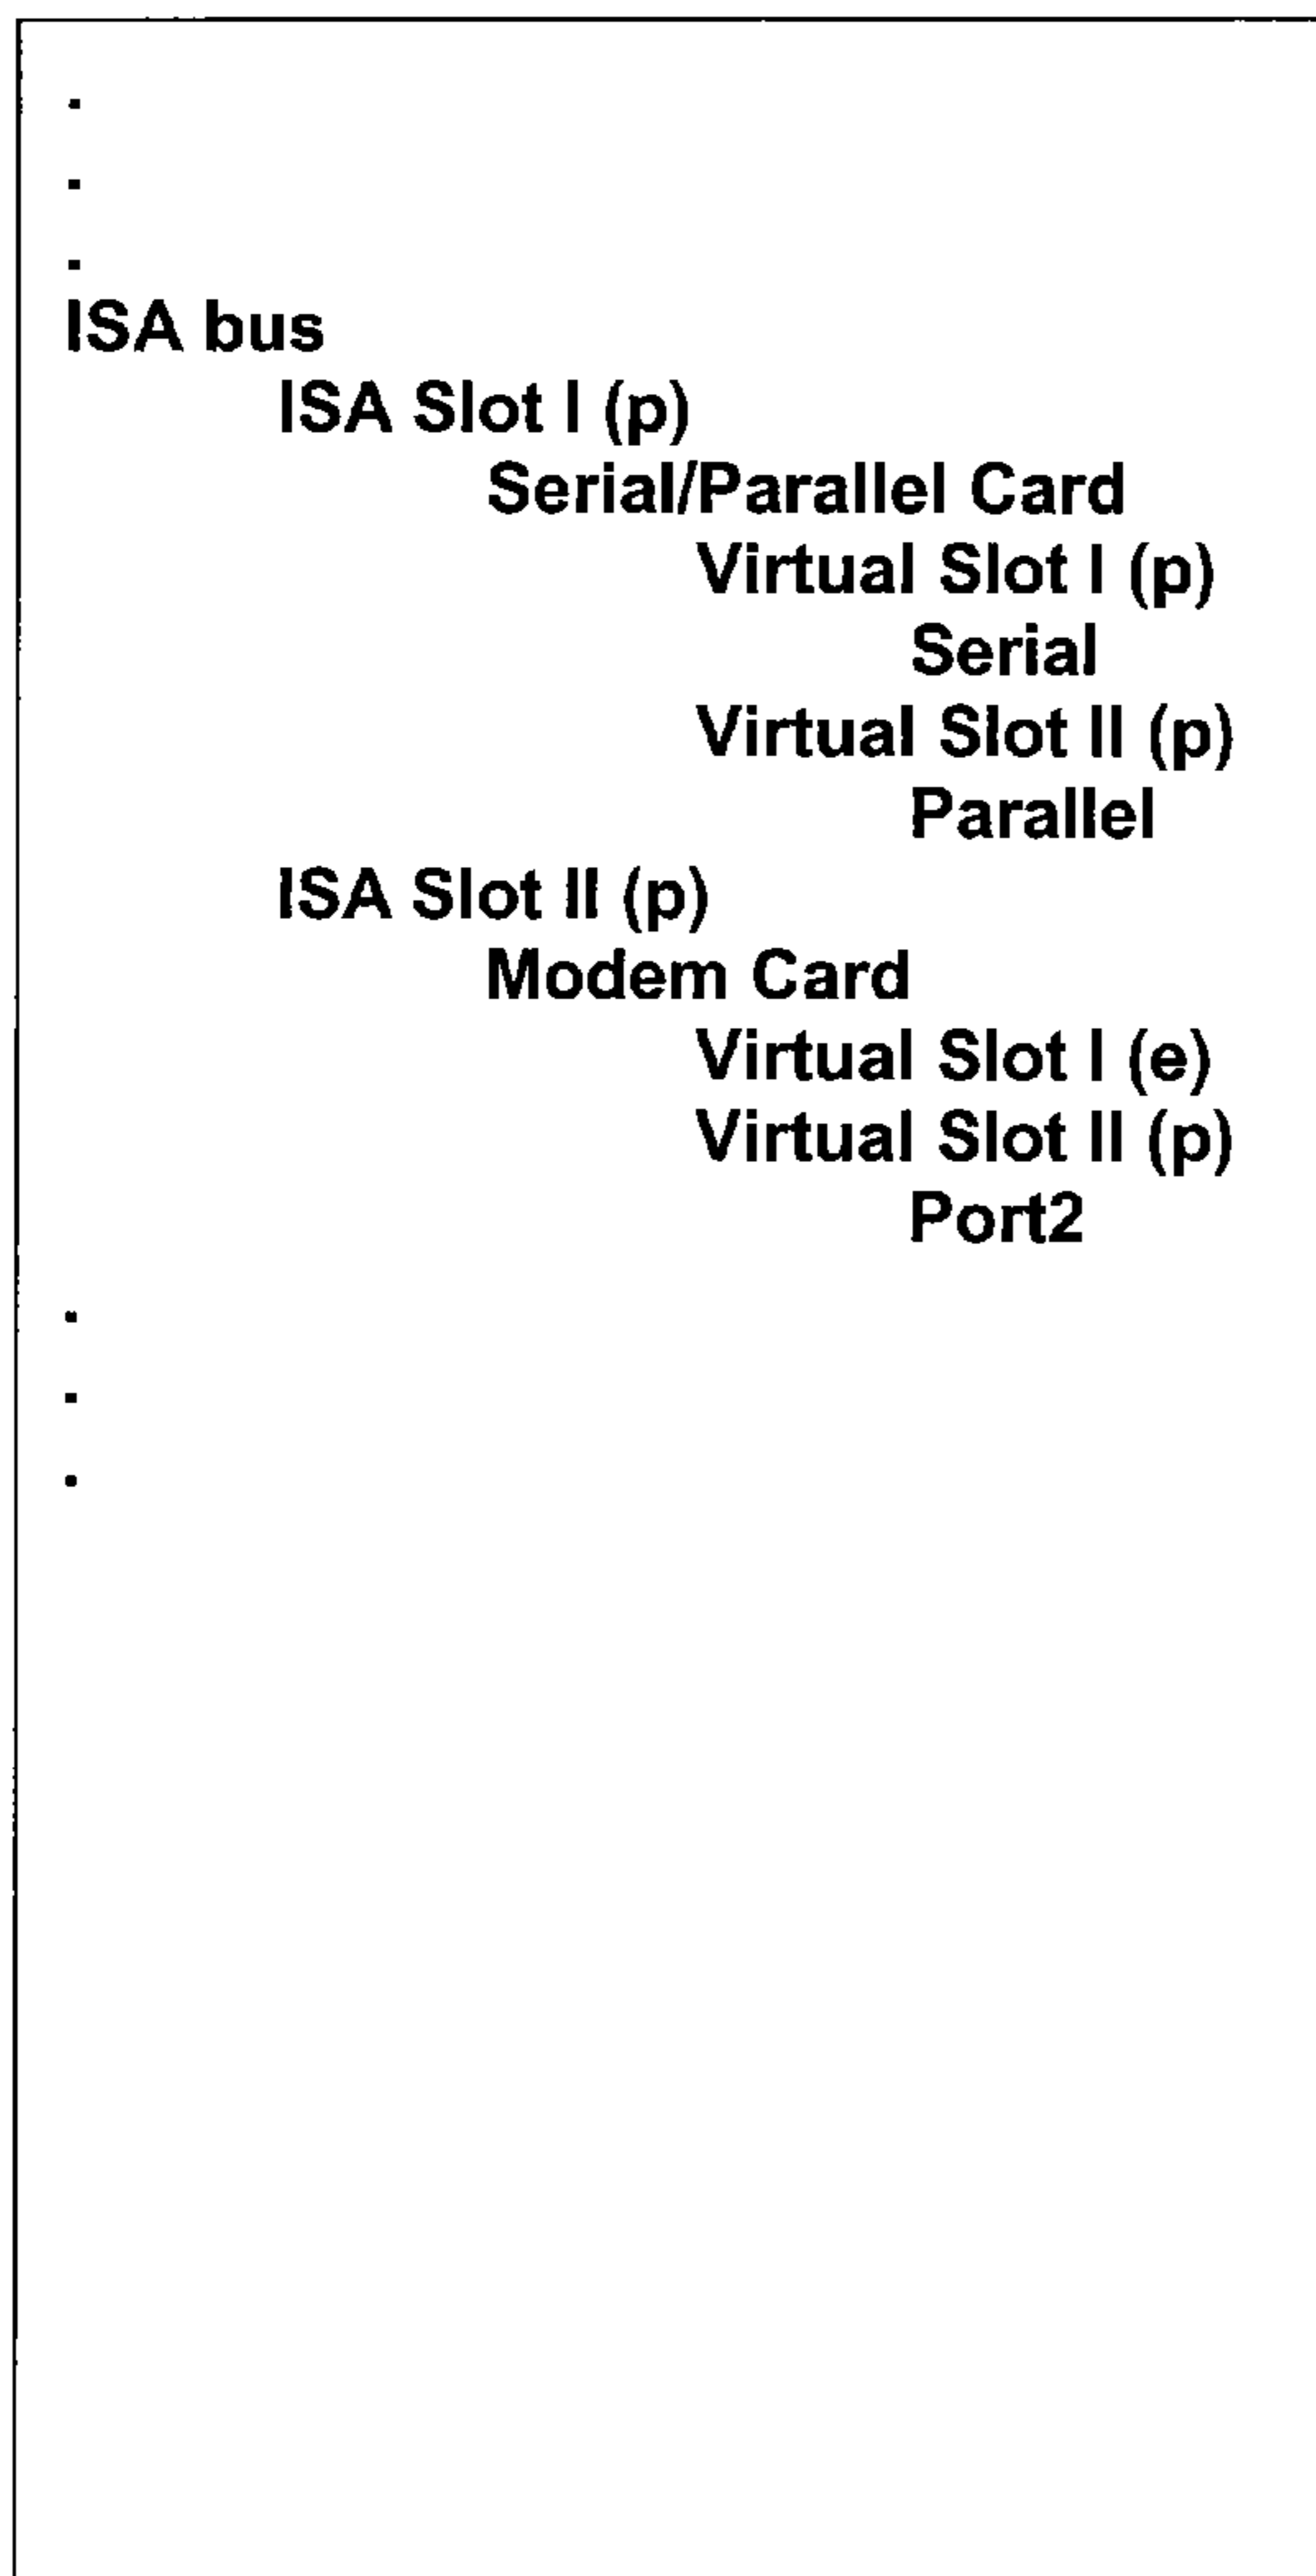 .
.
.
ISA bus
ISA Slot I (p)
Serial/Parallel Card
Virtual Slot I (p)
Serial
Virtual Slot II (p)
Parallel
ISA Slot II (p)
Modem Card
Virtual Slot I (e)
Virtual Slot II (p)
Port2
.
.
.